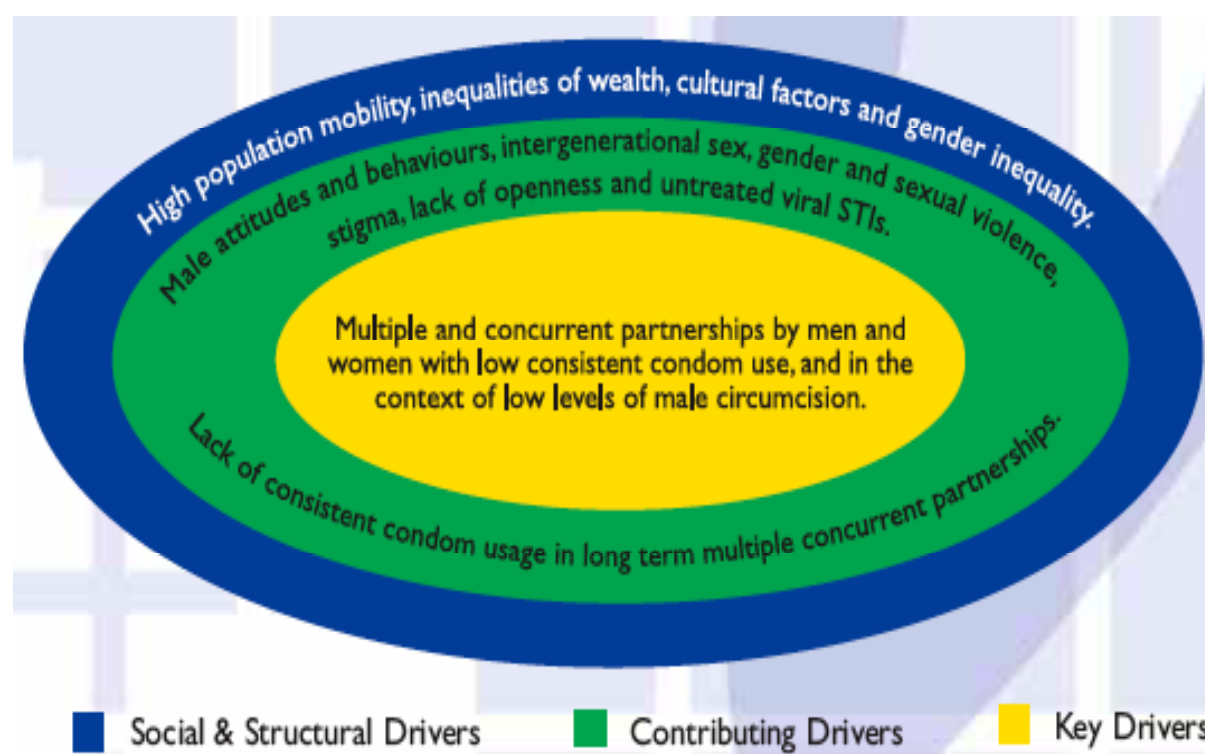 High population mobility, inequalities of wealth, cultural factors and gender inequality.
Male attitudes and behaviours, intergenerational sex, gender and sexual violence,
stigma, lack of openness and untreated viral STIs.
Multiple and concurrent partnerships by men and
women with low consistent condom use, and in the
context of low levels of male circumcision.
Lack of consistent condom usage in long term multiple concurrent partnerships.
Social & Structural Drivers
Contributing Drivers
Key Drivers